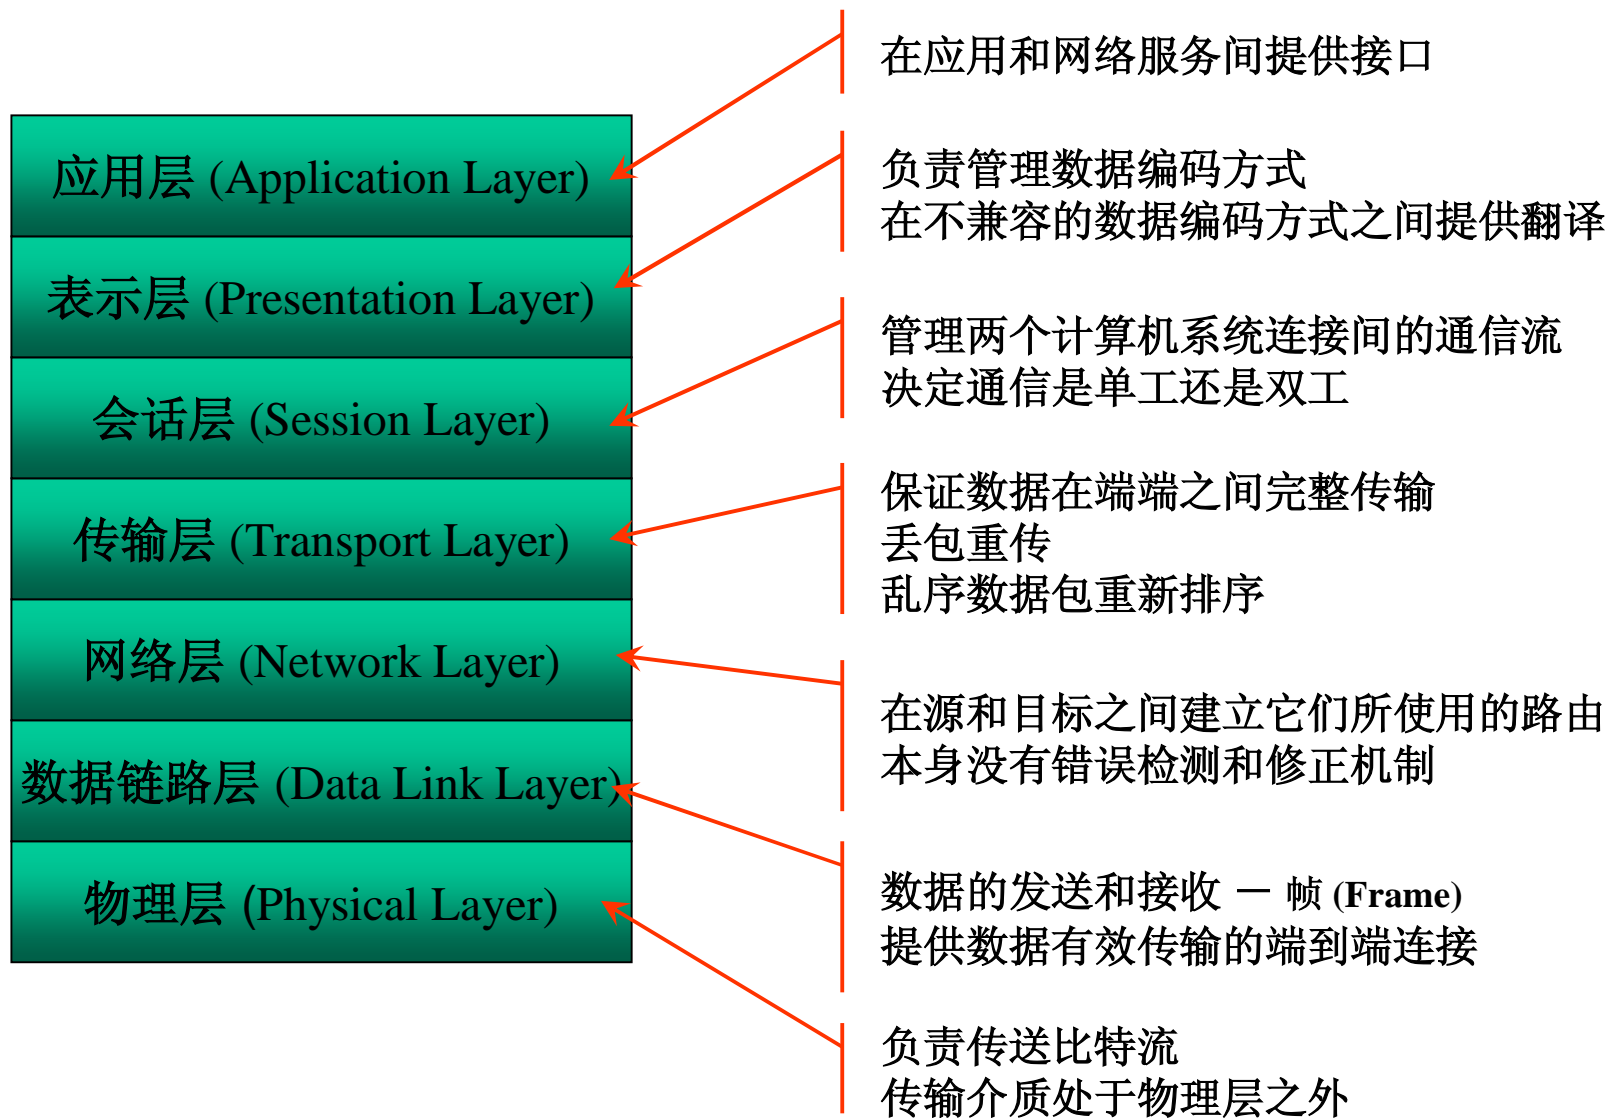 在应用和网络服务间提供接口
应用层 (Application Layer)
负责管理数据编码方式
在不兼容的数据编码方式之间提供翻译
表示层 (Presentation Layer)
管理两个计算机系统连接间的通信流
决定通信是单工还是双工
会话层 (Session Layer)
保证数据在端端之间完整传输
丢包重传
乱序数据包重新排序
传输层 (Transport Layer)
网络层 (Network Layer)
在源和目标之间建立它们所使用的路由
本身没有错误检测和修正机制
数据链路层 (Data Link Layer)
数据的发送和接收 － 帧 (Frame)
提供数据有效传输的端到端连接
物理层 (Physical Layer)
负责传送比特流
传输介质处于物理层之外